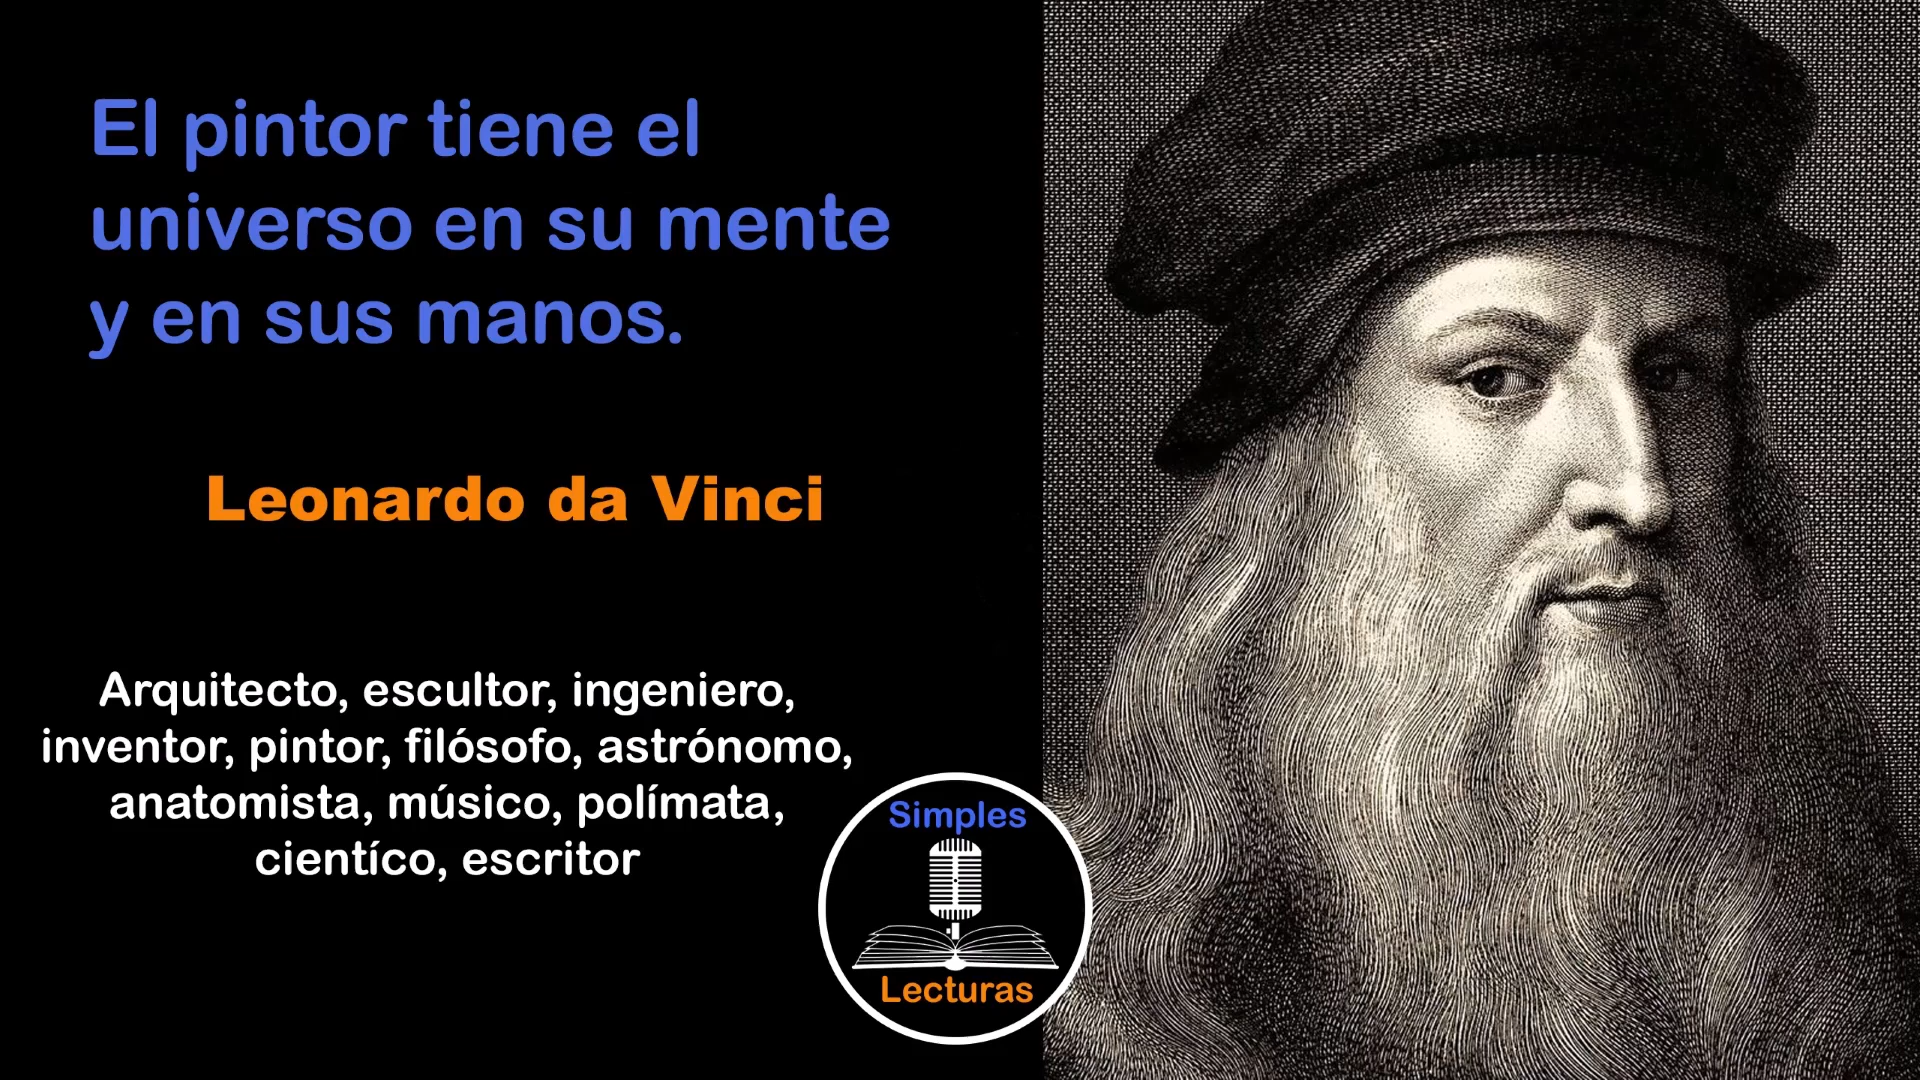 El pintor tiene el
universo en su mente
y en sus manos.
Leonardo da Vinci
Arquitecto, escultor, ingeniero,
inventor, pintor, filósofo, astrónomo,
anatomista, músico, polímata,
cientíco, escritor
Simples
Lecturas